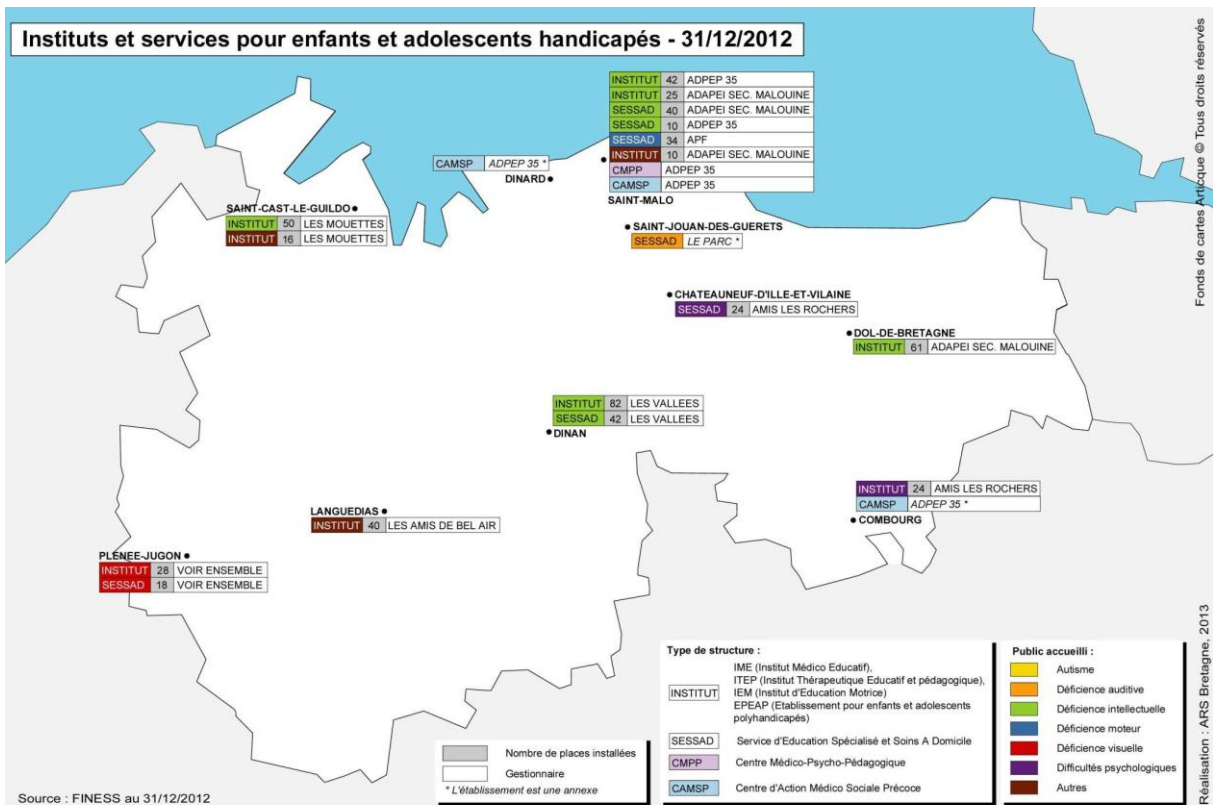 Instituts et services pour enfants et adolescents handicapés - 31/12/2012
Fonds de cartes Articque © Tous droits réservés
INSTITUT 42 ADPEP 35
INSTITUT 25 ADAPEI SEC. MALOUINE
SESSAD 40 ADAPEI SEC. MALOUINE
SESSAD 10 ADPEP 35
SESSAD 34 APF
INSTITUT 10 ADAPEI SEC. MALOUINE
CMPP ADPEP 35
CAMSP ADPEP 35
SAINT-MALO
CAMSP ADPEP 35 *
DINARD
SAINT-CAST-LE-GUILDO
INSTITUT 50 LES MOUETTES
INSTITUT 16 LES MOUETTES
SAINT-JOUAN-DES-GUERETS
SESSAD LE PARC *
CHATEAUNEUF-D'ILLE-ET-VILAINE
SESSAD 24 AMIS LES ROCHERS
DOL-DE-BRETAGNE
INSTITUT 61 ADAPEI SEC. MALOUINE
INSTITUT 82 LES VALLEES
SESSAD 42 LES VALLEES
DINAN
INSTITUT 24 AMIS LES ROCHERS
CAMSP ADPEP 35 *
COMBOURG
LANGUEDIAS
INSTITUT 40 LES AMIS DE BEL AIR
PLENEE-JUGON
INSTITUT 28 VOIR ENSEMBLE
SESSAD 18 VOIR ENSEMBLE
Nombre de places installées
Gestionnaire
* L'établissement est une annexe
Type de structure :
INSTITUT
IME (Institut Médico Educatif),
ITEP (Institut Thérapeutique Educatif et pédagogique),
IEM (Institut d'Education Motrice)
EPEAP (Etablissement pour enfants et adolescents
polyhandicapés)
SESSAD Service d'Education Spécialisé et Soins A Domicile
CMPP Centre Médico-Psycho-Pédagogique
CAMSP Centre d'Action Médico Sociale Précoce
Public accueilli :
Autisme
Déficience auditive
Déficience intellectuelle
Déficience moteur
Déficience visuelle
Difficultés psychologiques
Autres
Réalisation : ARS Bretagne, 2013
Source : FINESS au 31/12/2012